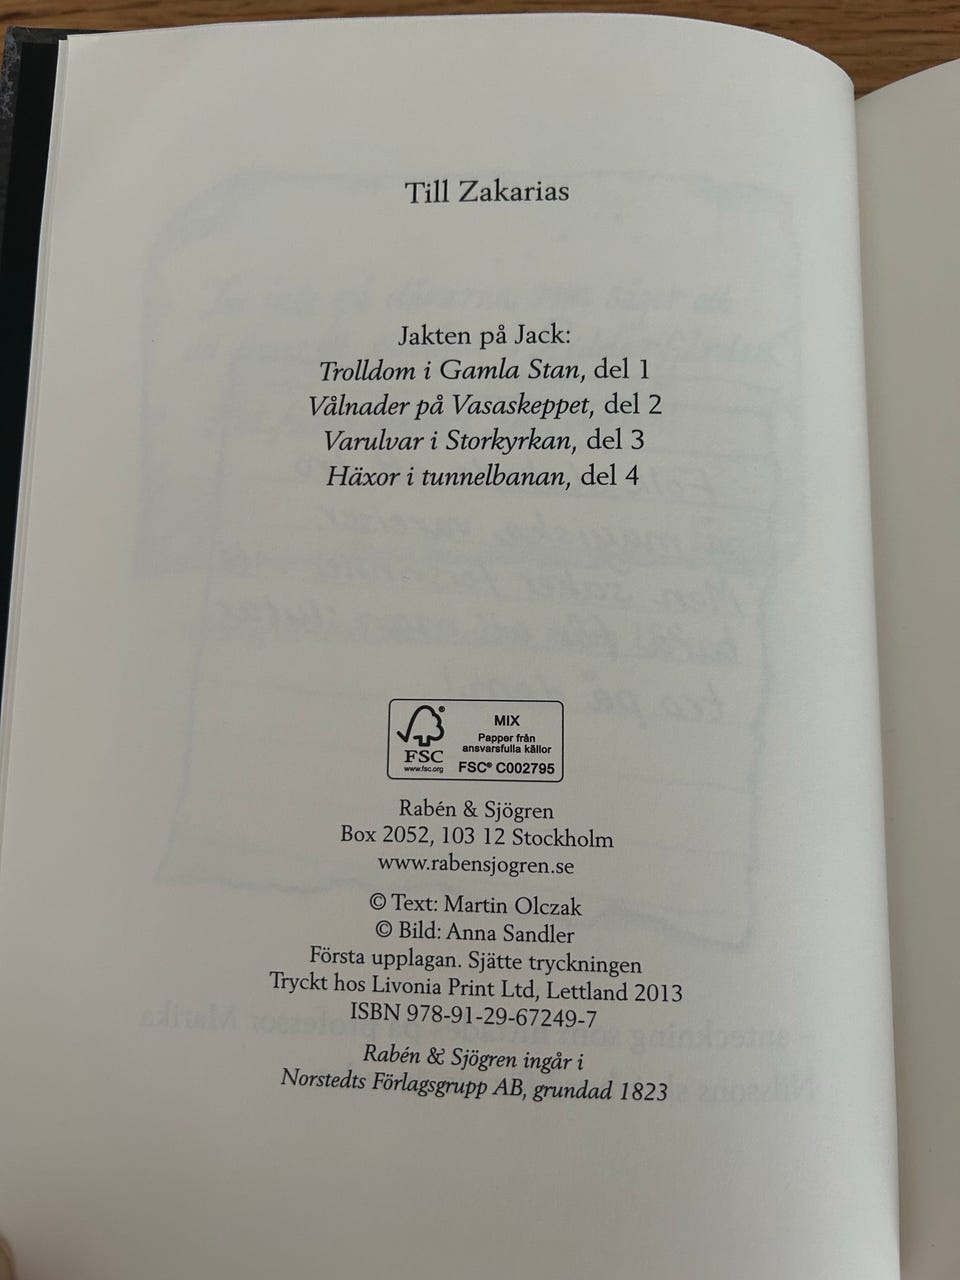 Till Zakarias
Jakten på Jack:
Trolldom i Gamla Stan, del 1
Vålnader på Vasaskeppet, del 2
Varulvar i Storkyrkan, del 3
Häxor i tunnelbanan, del 4
FSC®
www.fsc.org
MIX
Papper från
ansvarsfulla källor
FSC® C002795
Rabén & Sjögren
Box 2052, 103 12 Stockholm
www.rabensjogren.se
© Text: Martin Olczak
© Bild: Anna Sandler
Första upplagan. Sjätte tryckningen
Tryckt hos Livonia Print Ltd, Lettland 2013
ISBN 978-91-29-67249-7
Rabén & Sjögren ingår i
Norstedts Förlagsgrupp AB, grundad 1823